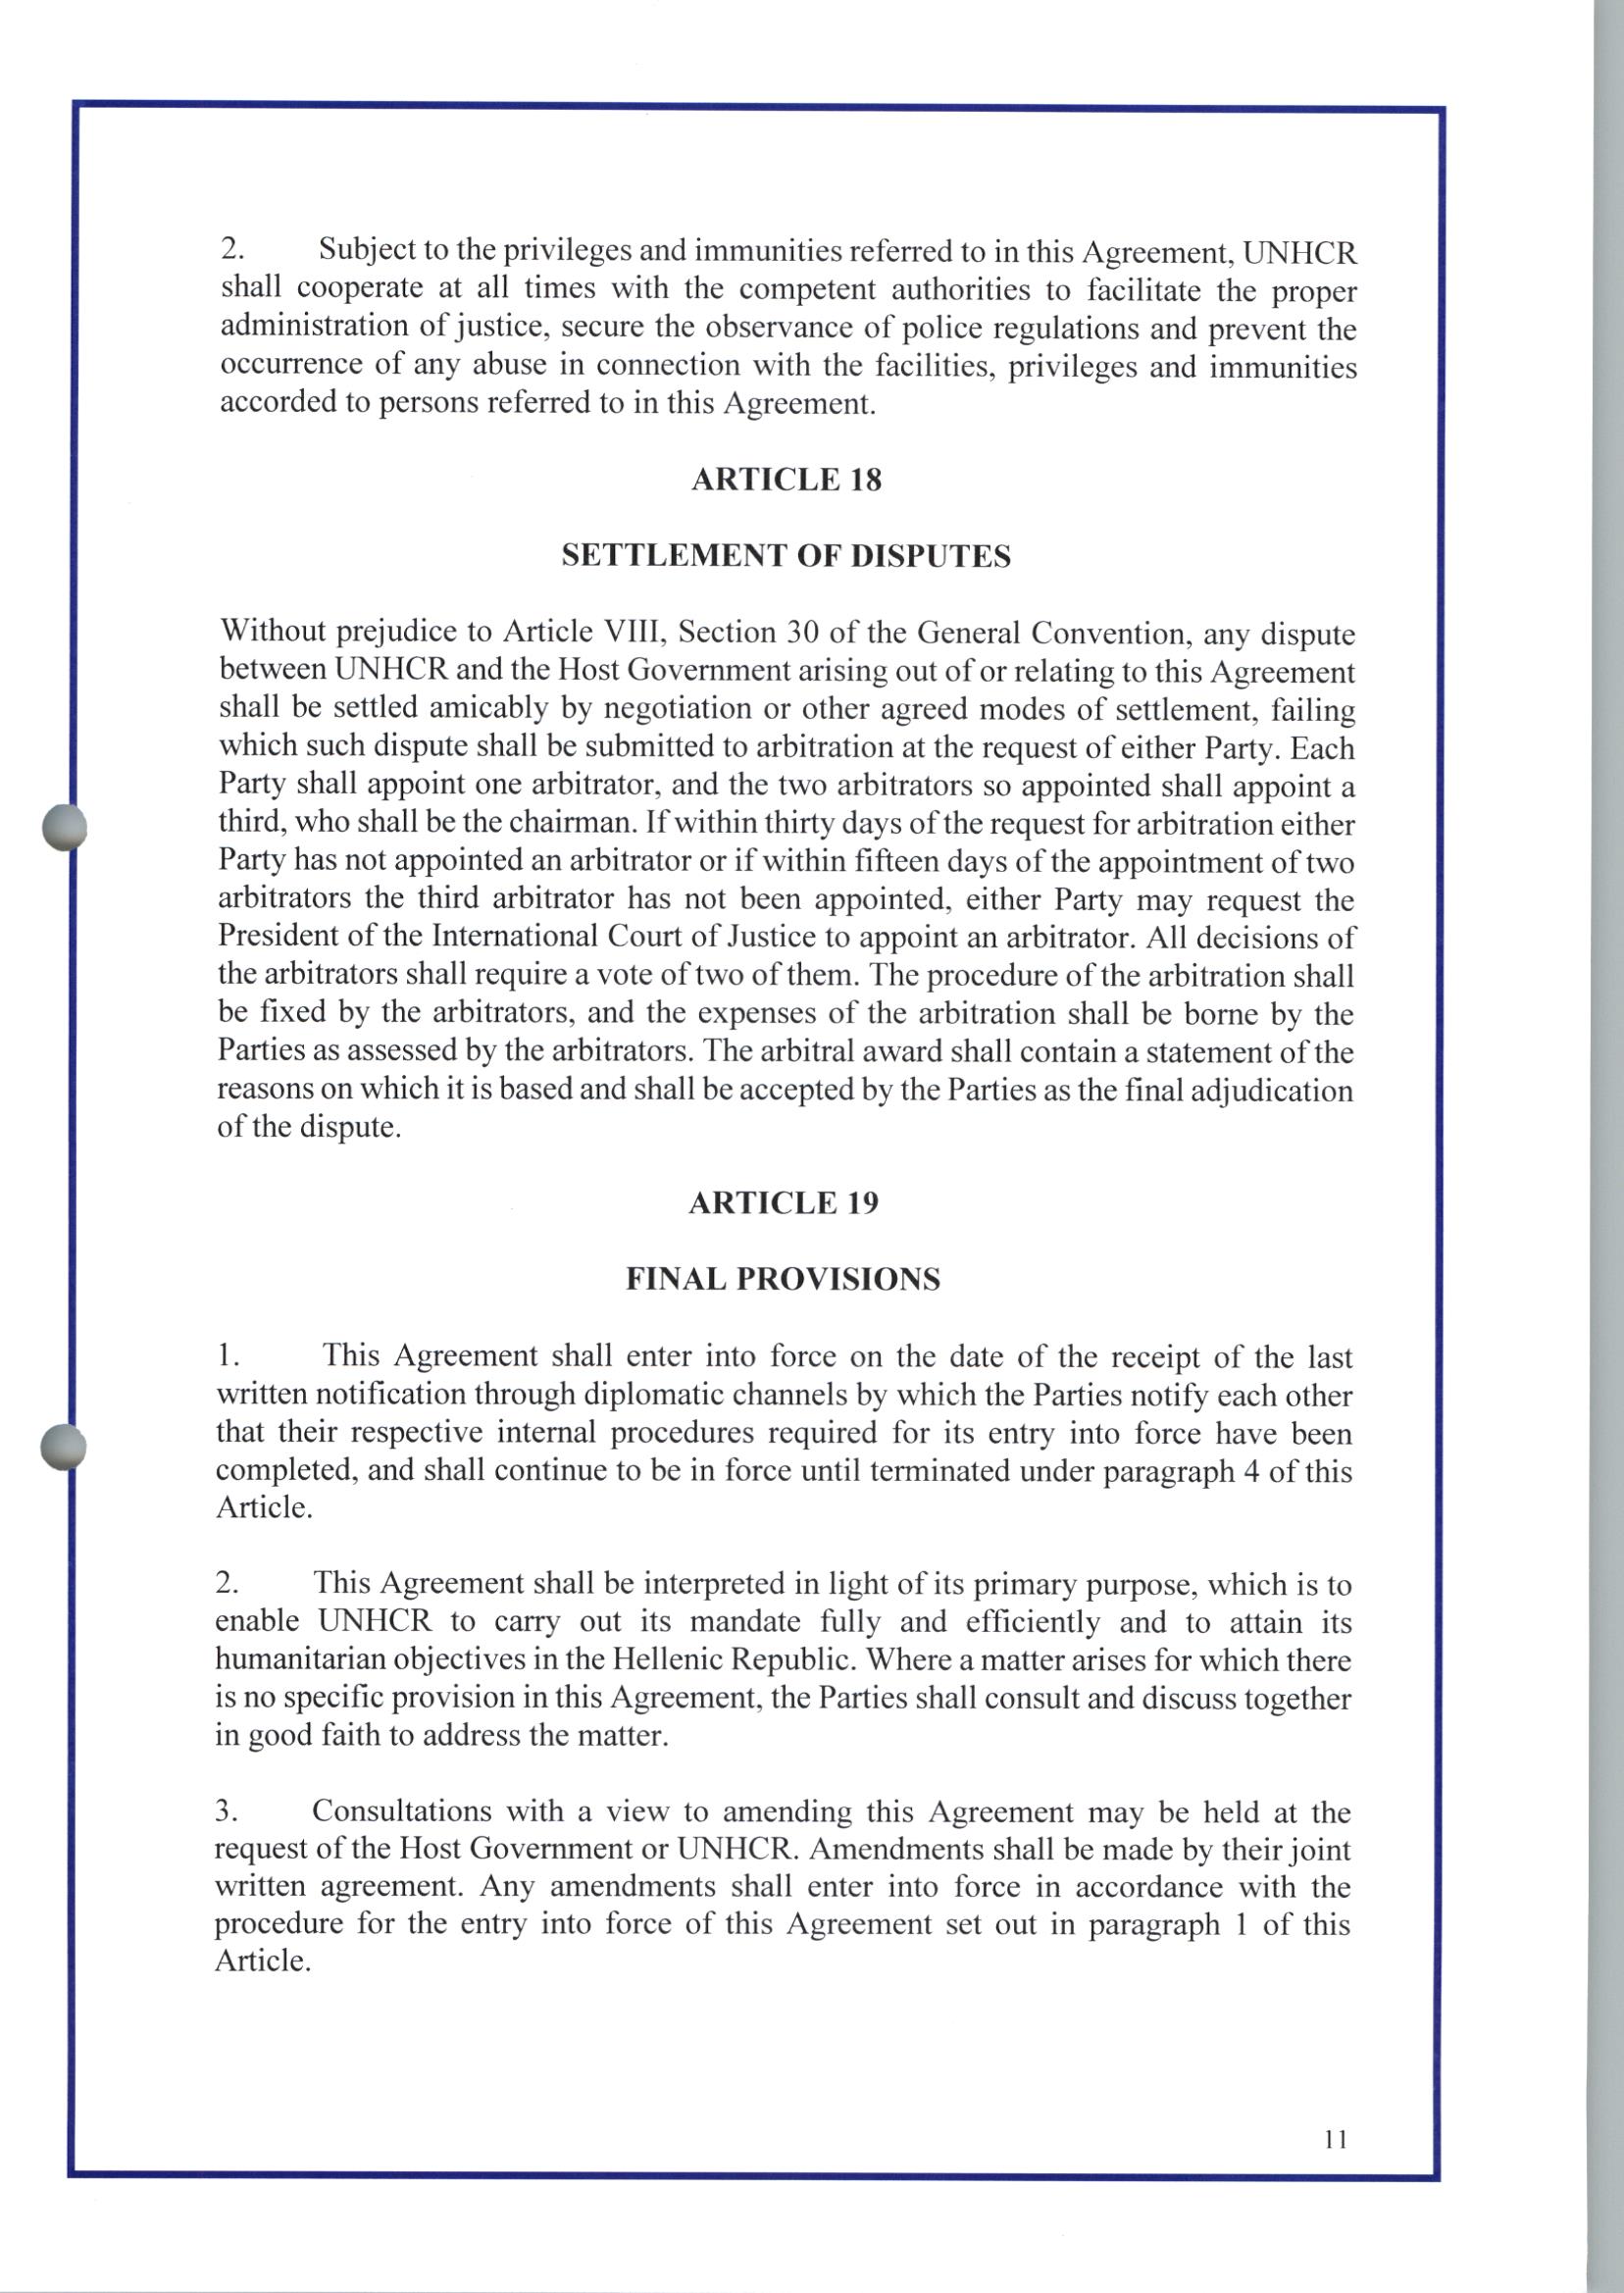 2. Subject to the privileges and immunities referred to in this Agreement, UNHCR
shall cooperate at all times with the competent authorities to facilitate the proper
administration of justice, secure the observance of police regulations and prevent the
occurrence of any abuse in connection with the facilities, privileges and immunities
accorded to persons referred to in this Agreement.
ARTICLE 18
SETTLEMENT OF DISPUTES
Without prejudice to Article VIII, Section 30 of the General Convention, any dispute
between UNHCR and the Host Government arising out of or relating to this Agreement
shall be settled amicably by negotiation or other agreed modes of settlement, failing
which such dispute shall be submitted to arbitration at the request of either Party. Each
Party shall appoint one arbitrator, and the two arbitrators so appointed shall appoint a
third, who shall be the chairman. If within thirty days of the request for arbitration either
Party has not appointed an arbitrator or if within fifteen days of the appointment of two
arbitrators the third arbitrator has not been appointed, either Party may request the
President of the International Court of Justice to appoint an arbitrator. All decisions of
the arbitrators shall require a vote of two of them. The procedure of the arbitration shall
be fixed by the arbitrators, and the expenses of the arbitration shall be borne by the
Parties as assessed by the arbitrators. The arbitral award shall contain a statement of the
reasons on which it is based and shall be accepted by the Parties as the final adjudication
of the dispute.
ARTICLE 19
FINAL PROVISIONS
1. This Agreement shall enter into force on the date of the receipt of the last
written notification through diplomatic channels by which the Parties notify each other
that their respective internal procedures required for its entry into force have been
completed, and shall continue to be in force until terminated under paragraph 4 of this
Article.
2. This Agreement shall be interpreted in light of its primary purpose, which is to
enable UNHCR to carry out its mandate fully and efficiently and to attain its
humanitarian objectives in the Hellenic Republic. Where a matter arises for which there
is no specific provision in this Agreement, the Parties shall consult and discuss together
in good faith to address the matter.
3. Consultations with a view to amending this Agreement may be held at the
request of the Host Government or UNHCR. Amendments shall be made by their joint
written agreement. Any amendments shall enter into force in accordance with the
procedure for the entry into force of this Agreement set out in paragraph 1 of this
Article.
11